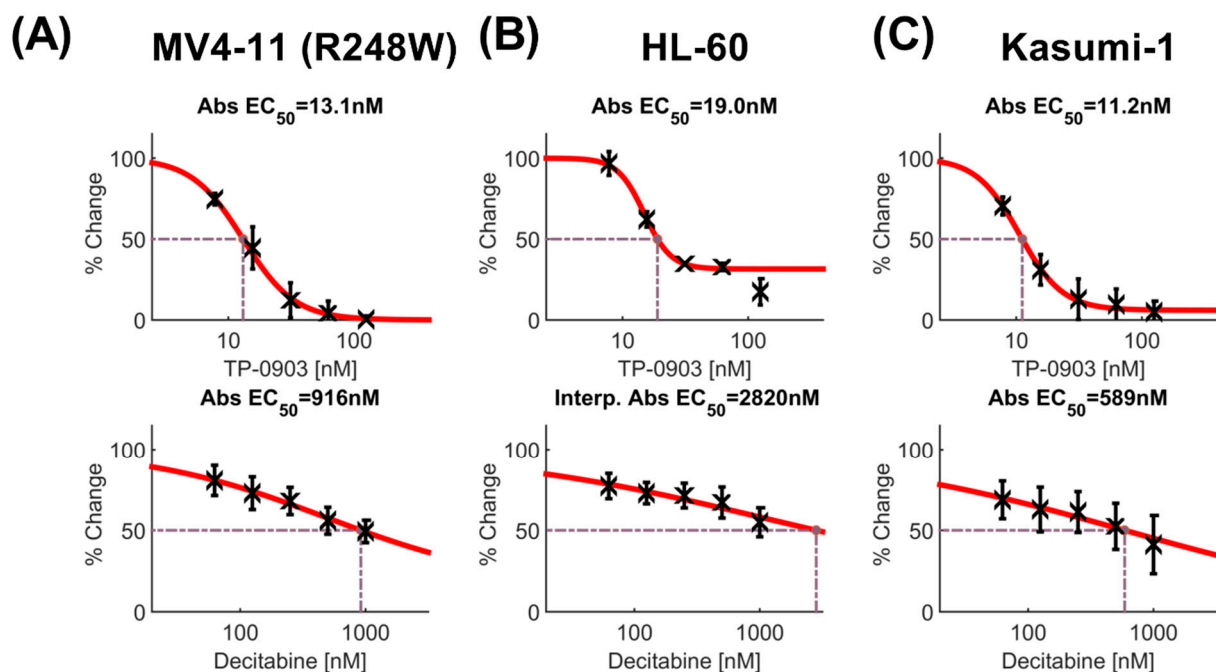 (A) MV4-11 (R248W) (B) HL-60 (C) Kasumi-1
Abs EC50=13.1nM
% Change
100
50
0
10 100
TP-0903 [nM]
Abs EC50=19.0nM
% Change
100
50
0
10 100
TP-0903 [nM]
Abs EC50=11.2nM
% Change
100
50
0
10 100
TP-0903 [nM]
Abs EC50=916nM
% Change
100
50
0
100 1000
Decitabine [nM]
Interp. Abs EC50=2820nM
% Change
100
50
0
100 1000
Decitabine [nM]
Abs EC50=589nM
% Change
100
50
0
100 1000
Decitabine [nM]